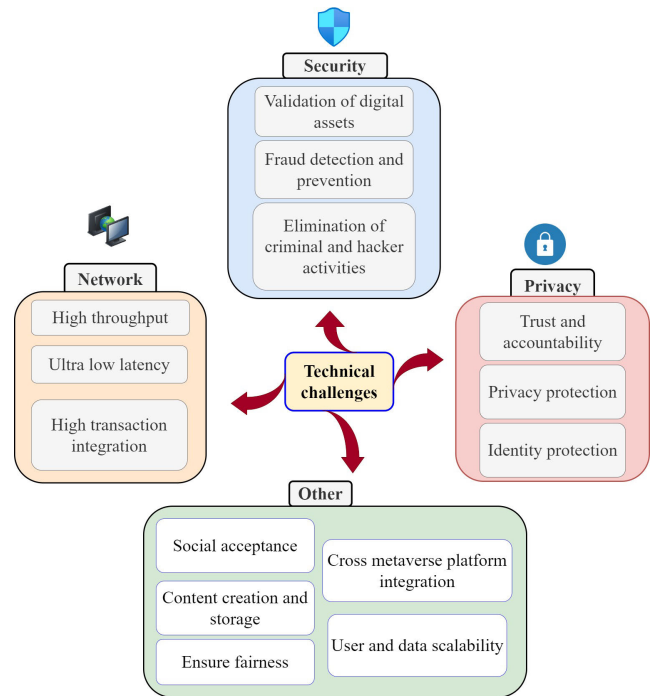 Security
Validation of digital
assets
Fraud detection and
prevention
Elimination of
criminal and hacker
activities
Network
High throughput
Ultra low latency
High transaction
integration
Technical
challenges
Privacy
Trust and
accountability
Privacy protection
Identity protection
Other
Social acceptance
Content creation and
storage
Ensure fairness
Cross metaverse platform
integration
User and data scalability